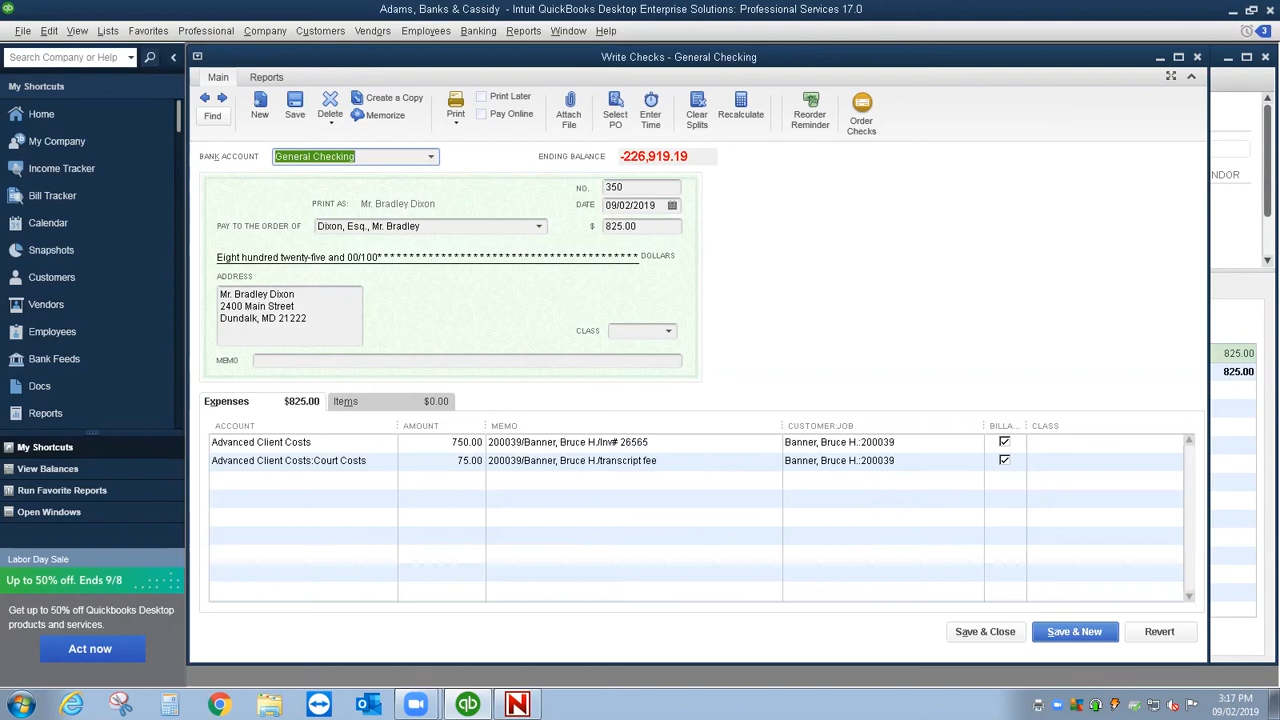 Adams, Banks & Cassidy - Intuit QuickBooks Desktop Enterprise Solutions: Professional Services 17.0
File Edit View Lists Favorites Professional Company Customers Vendors Employees Banking Reports Window Help
3
Search Company or Help
My Shortcuts
Home
My Company
Income Tracker
Bill Tracker
Calendar
Snapshots
Customers
Vendors
Employees
Bank Feeds
Docs
Reports
My Shortcuts
View Balances
Run Favorite Reports
Open Windows
Labor Day Sale
Up to 50% off. Ends 9/8
Get up to 50% off Quickbooks Desktop
products and services.
Act now
Write Checks - General Checking
Main Reports
Find
New
Save
Delete
Create a Copy
Memorize
Print
Print Later
Pay Online
Attach
File
Select
PO
Enter
Time
Clear
Splits
Recalculate
Reorder
Reminder
Order
Checks
BANK ACCOUNT General Checking ENDING BALANCE -226,919.19
NO. 350
PRINT AS: Mr. Bradley Dixon DATE 09/02/2019
PAY TO THE ORDER OF Dixon, Esq., Mr. Bradley $ 825.00
Eight hundred twenty-five and 00/100* * * * * * * * * * * * * * * * * * * * * * * * * * * * * * * * * * * * * * * * DOLLARS
ADDRESS
Mr. Bradley Dixon
2400 Main Street
Dundalk, MD 21222
CLASS
MEMO
Expenses $825.00 Items $0.00
ACCOUNT AMOUNT MEMO CUSTOMER:JOB BILLA... CLASS
Advanced Client Costs 750.00 200039/Banner, Bruce H./Inv# 26565 Banner, Bruce H.:200039
Advanced Client Costs:Court Costs 75.00 200039/Banner, Bruce H./transcript fee Banner, Bruce H.:200039
Save & Close Save & New Revert
NDOR
825.00
825.00
3:17 PM
09/02/2019